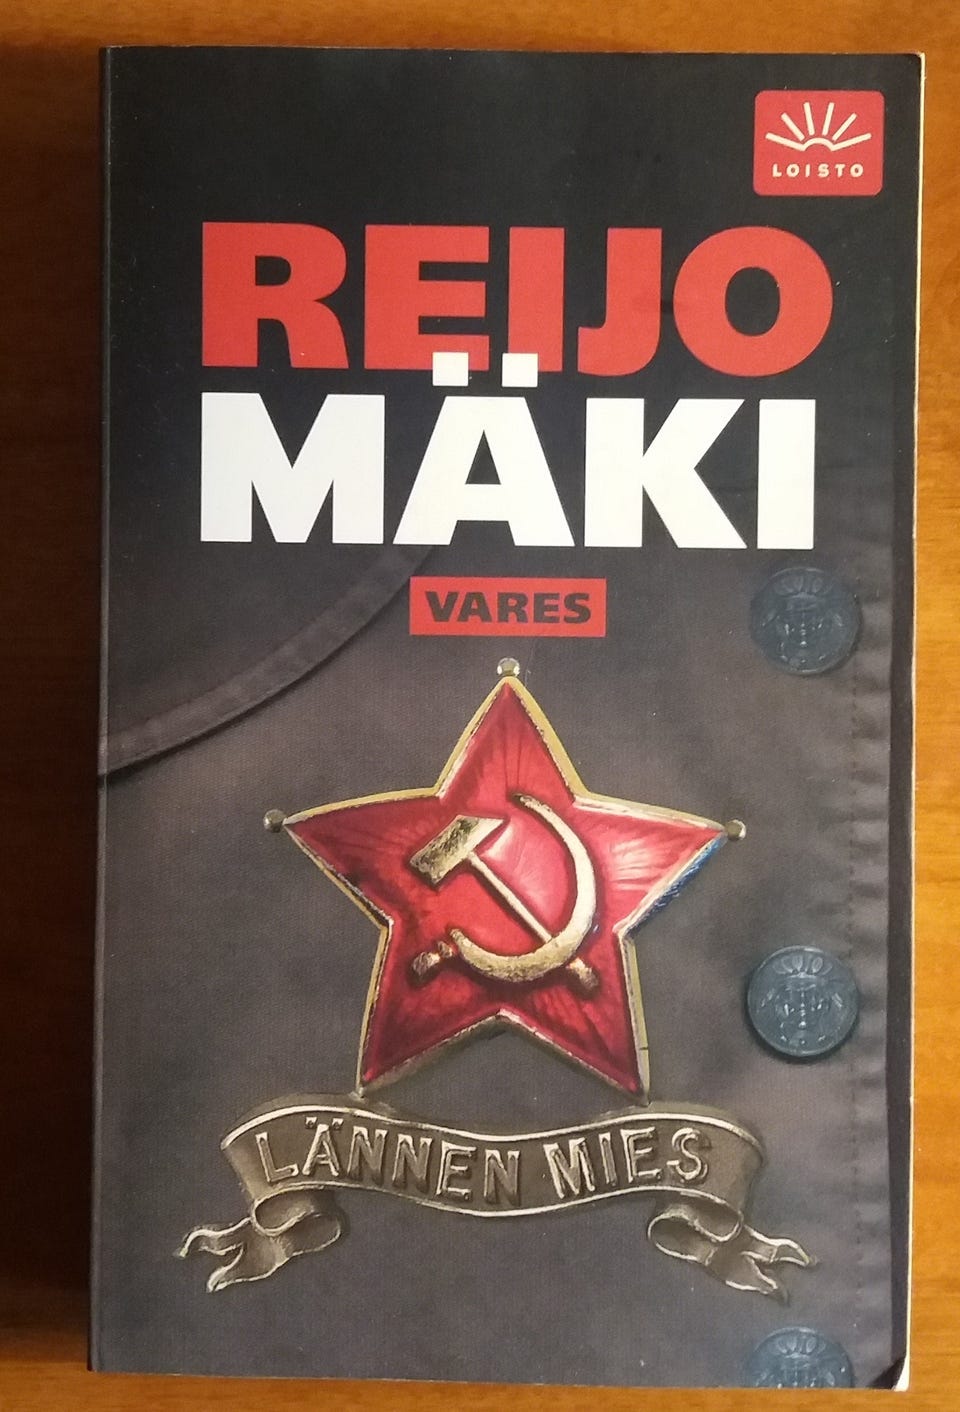 LOISTO
REIJO
MÄKI
VARES
LÄNNEN MIES